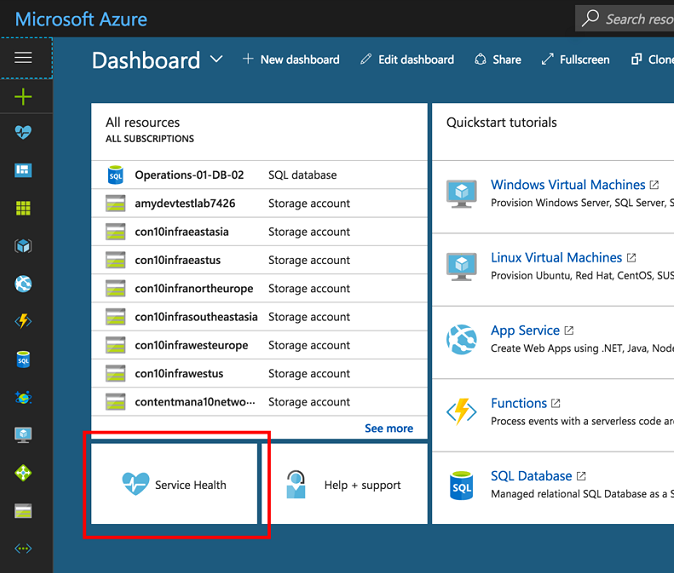 Microsoft Azure
Search reso
Dashboard
New dashboard
Edit dashboard
Share
Fullscreen
Clone
All resources
ALL SUBSCRIPTIONS
SQL Operations-01-DB-02 SQL database
amydevtestlab7426 Storage account
con10infraeastasia Storage account
con10infraeastus Storage account
con10infranortheurope Storage account
con10infrasoutheastasia Storage account
con10infrawesteurope Storage account
con10infrawestus Storage account
contentmana10netwo··· Storage account
See more
Service Health
Help + support
Quickstart tutorials
Windows Virtual Machines
Provision Windows Server, SQL Server, S
Linux Virtual Machines
Provision Ubuntu, Red Hat, CentOS, SUS
App Service
Create Web Apps using .NET, Java, Node
Functions
Process events with a serverless code ar
SQL
SQL Database
Managed relational SQL Database as a S
SQL